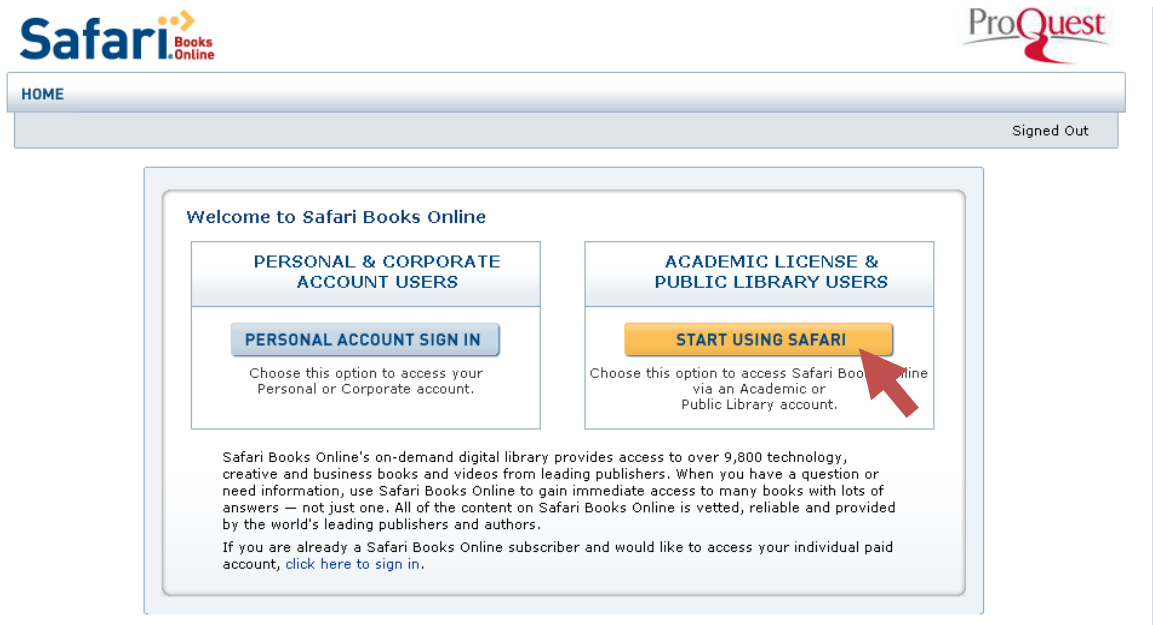 Safari Books Online
ProQuest
HOME
Signed Out
Welcome to Safari Books Online
PERSONAL & CORPORATE
ACCOUNT USERS
PERSONAL ACCOUNT SIGN IN
Choose this option to access your
Personal or Corporate account.
ACADEMIC LICENSE &
PUBLIC LIBRARY USERS
START USING SAFARI
Choose this option to access Safari
via an Academic or
Public Library account.
Safari Books Online's on-demand digital library provides access to over 9,800 technology,
creative and business books and videos from leading publishers. When you have a question or
need information, use Safari Books Online to gain immediate access to many books with lots of
answers — not just one. All of the content on Safari Books Online is vetted, reliable and provided
by the world's leading publishers and authors.
If you are already a Safari Books Online subscriber and would like to access your individual paid
account, click here to sign in.